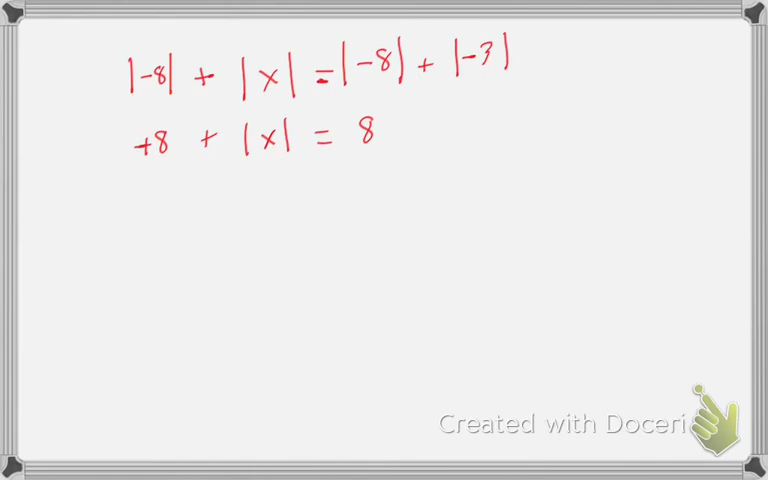 |-8| + |x| = |-8| + |-3|
+8 + |x| = 8
Created with Doceri